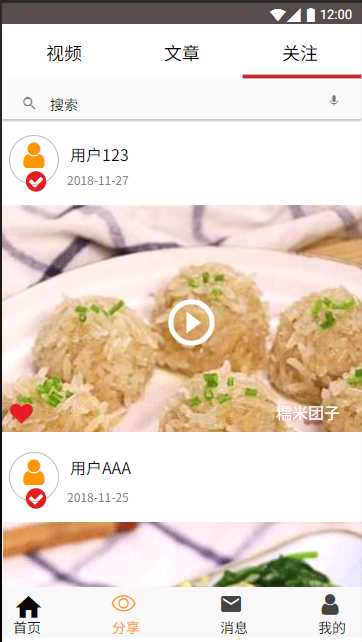 12:00
视频 文章 关注
搜索
用户123
2018-11-27
糯米团子
用户AAA
2018-11-25
首页 分享 消息 我的